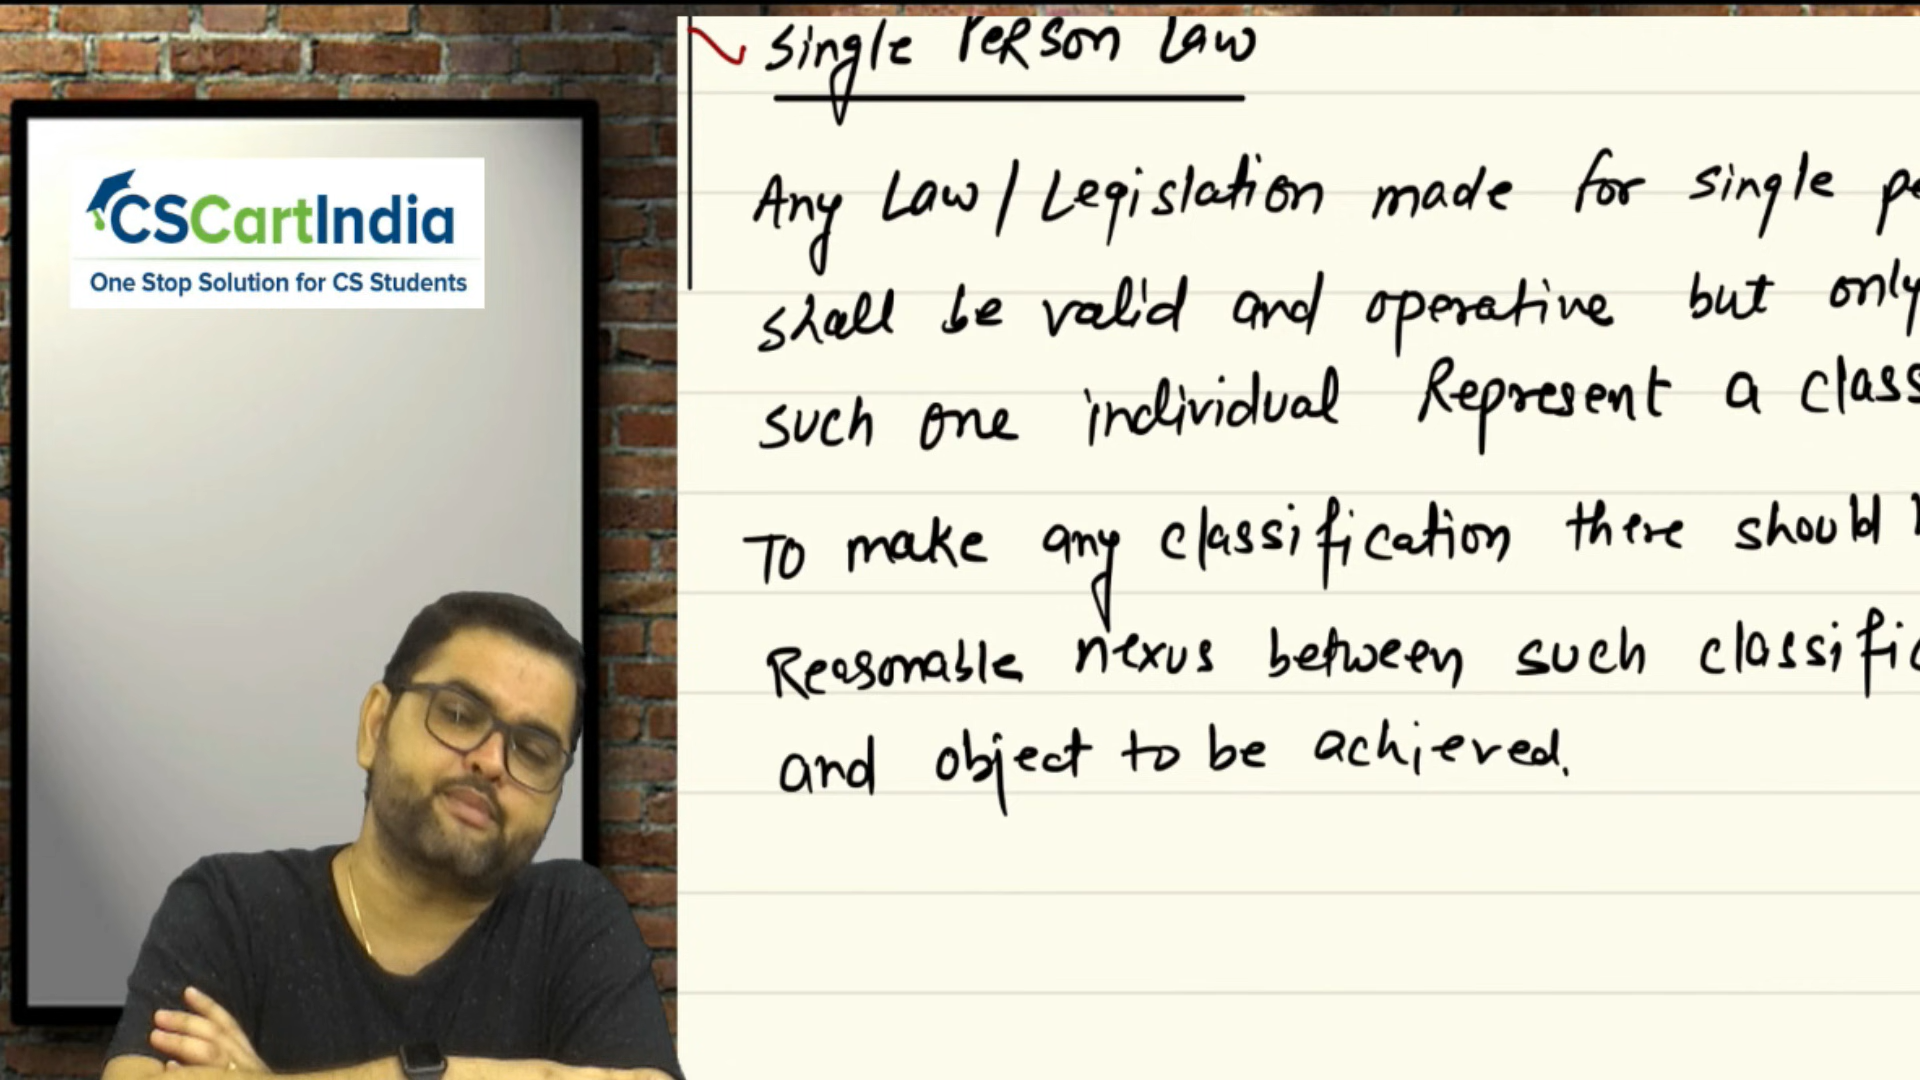 CSCartIndia
One Stop Solution for CS Students
Single Person Law
Any Law/Legislation made for single
shall be valid and operative but only
such one individual Represent a class
To make any classification there should
Reasonable nexus between such
and object to be achieved.